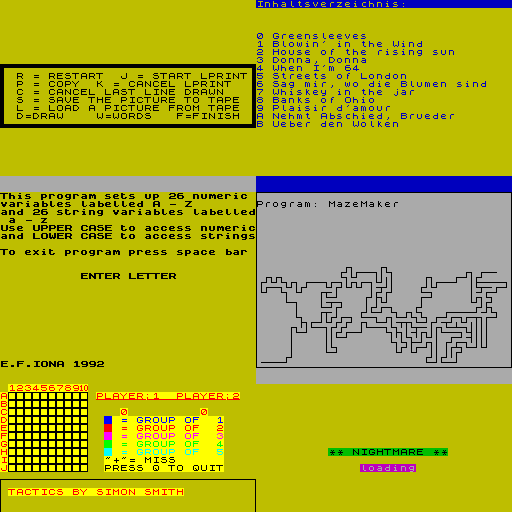 R = RESTART  J = START LPRINT
P = COPY  K = CANCEL LPRINT
C = CANCEL LAST LINE DRAWN
S = SAVE THE PICTURE TO TAPE
L = LOAD A PICTURE FROM TAPE
D=DRAW  W=WORDS  F=FINISH
Inhaltsverzeichnis:
0 Greensleeves
1 Blowin' in the Wind
2 House of the rising sun
3 Donna, Donna
4 When I'm 64
5 Streets of London
6 Sag mir, wo die Blumen sind
7 Whiskey in the jar
8 Banks of Ohio
9 Plaisir d'amour
A Nehmt Abschied, Brueder
B Ueber den Wolken
This program sets up 26 numeric
variables labelled A - Z
and 26 string variables labelled
a - z
Use UPPER CASE to access numeric
and LOWER CASE to access strings
To exit program press space bar
ENTER LETTER
E.F.IONA 1992
Program: MazeMaker
12345678910
A
B
C
D
E
F
G
H
I
J
PLAYER:1  PLAYER:2
0  0
= GROUP OF 1
= GROUP OF 2
= GROUP OF 3
= GROUP OF 4
= GROUP OF 5
"+"= MISS
PRESS Q TO QUIT
TACTICS BY SIMON SMITH
** NIGHTMARE **
loading